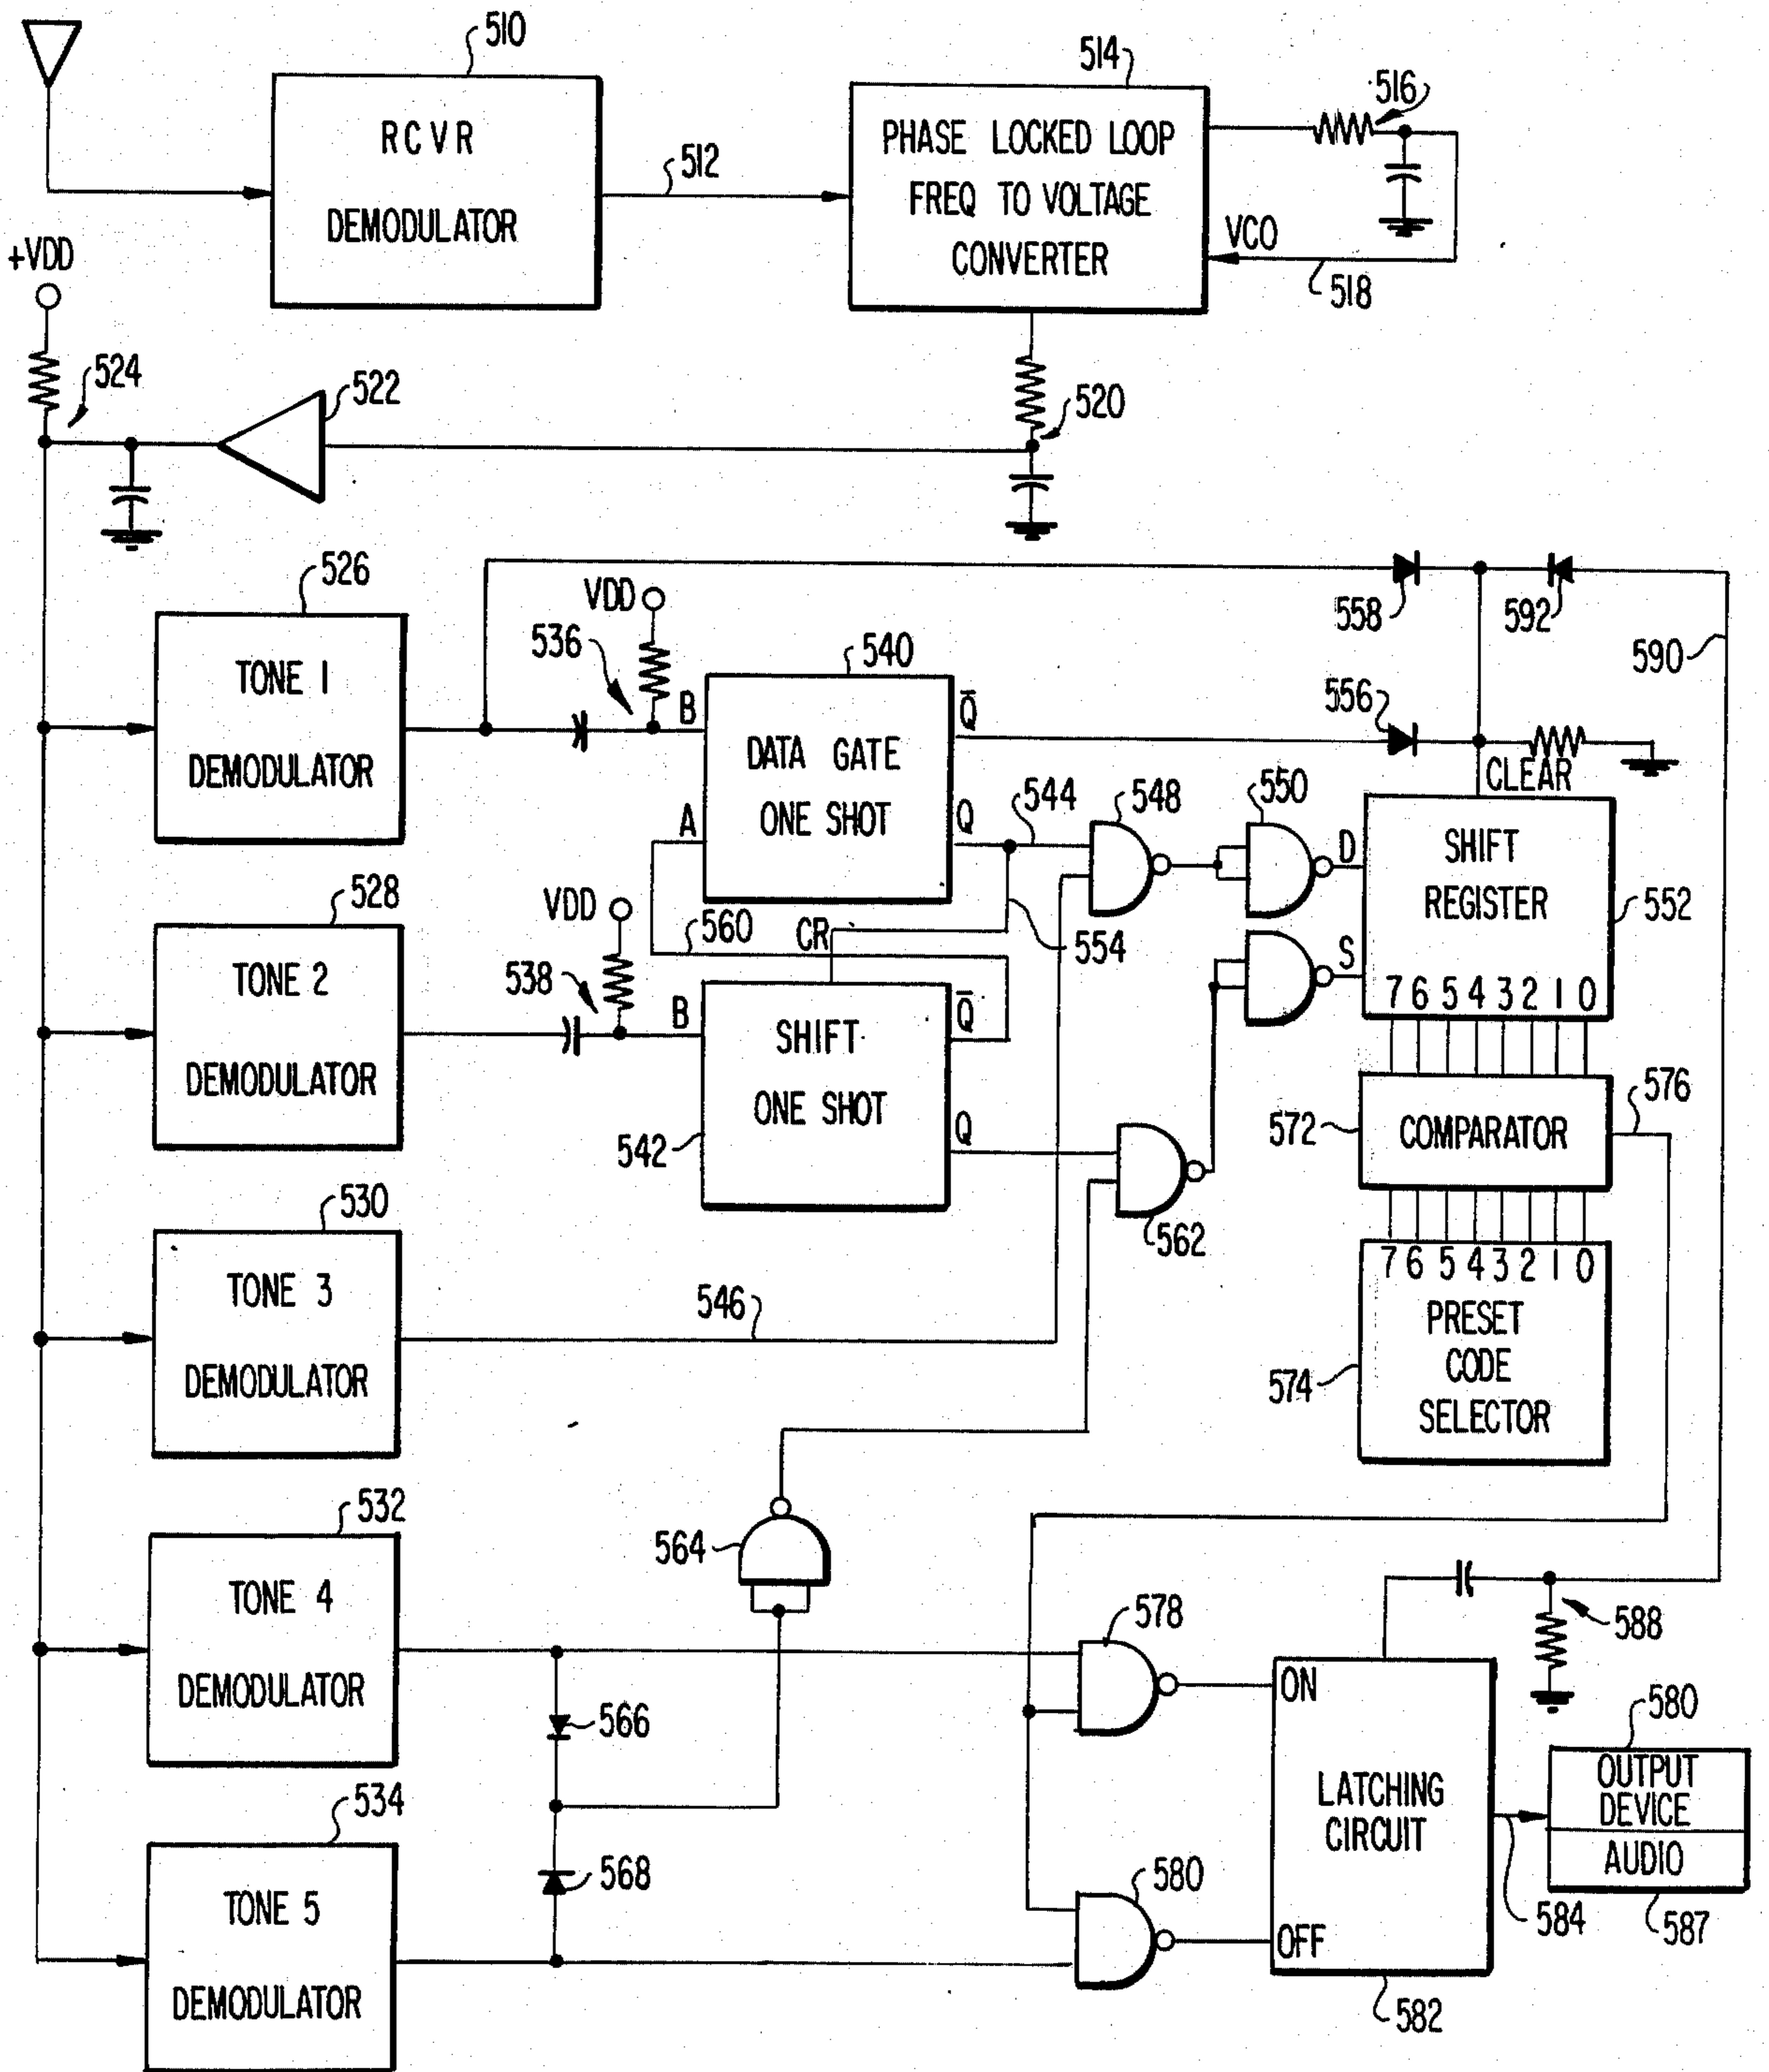 510
RCVR
DEMODULATOR
512
514
PHASE LOCKED LOOP
FREQ TO VOLTAGE
CONVERTER
516
VCO
518
+VDD
524
522
520
526
TONE 1
DEMODULATOR
536
VDD
B
540
A
DATA GATE
ONE SHOT
Q̅
Q
558
592
590
556
CLEAR
544
548
550
D
SHIFT
REGISTER
552
S
7 6 5 4 3 2 1 0
528
TONE 2
DEMODULATOR
VDD
538
560
CR
554
B
SHIFT
ONE SHOT
Q̅
Q
542
562
572
COMPARATOR
576
7 6 5 4 3 2 1 0
PRESET
CODE
SELECTOR
574
530
TONE 3
DEMODULATOR
546
532
TONE 4
DEMODULATOR
564
566
578
588
ON
LATCHING
CIRCUIT
OFF
582
580
OUTPUT
DEVICE
AUDIO
584
587
534
TONE 5
DEMODULATOR
568
580